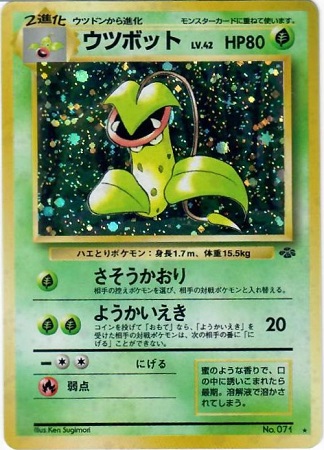 2進化 ウツドンから進化 モンスターカードに重ねて使います。
ウツボット LV.42 HP80
ハエとりポケモン：身長1.7m、体重15.5kg
さそうかおり
相手の控えポケモンを選び、相手の対戦ポケモンと入れ替える。
ようかいえき 20
コインを投げて「おもて」なら、「ようかいえき」を
受けた相手の対戦ポケモンは、次の相手の番に「に
げる」ことができない。
にげる
弱点
蜜のような香りで、口
の中に誘いこまれたら
最期。溶解液で溶かさ
れてしまう。
Illus. Ken Sugimori No. 071